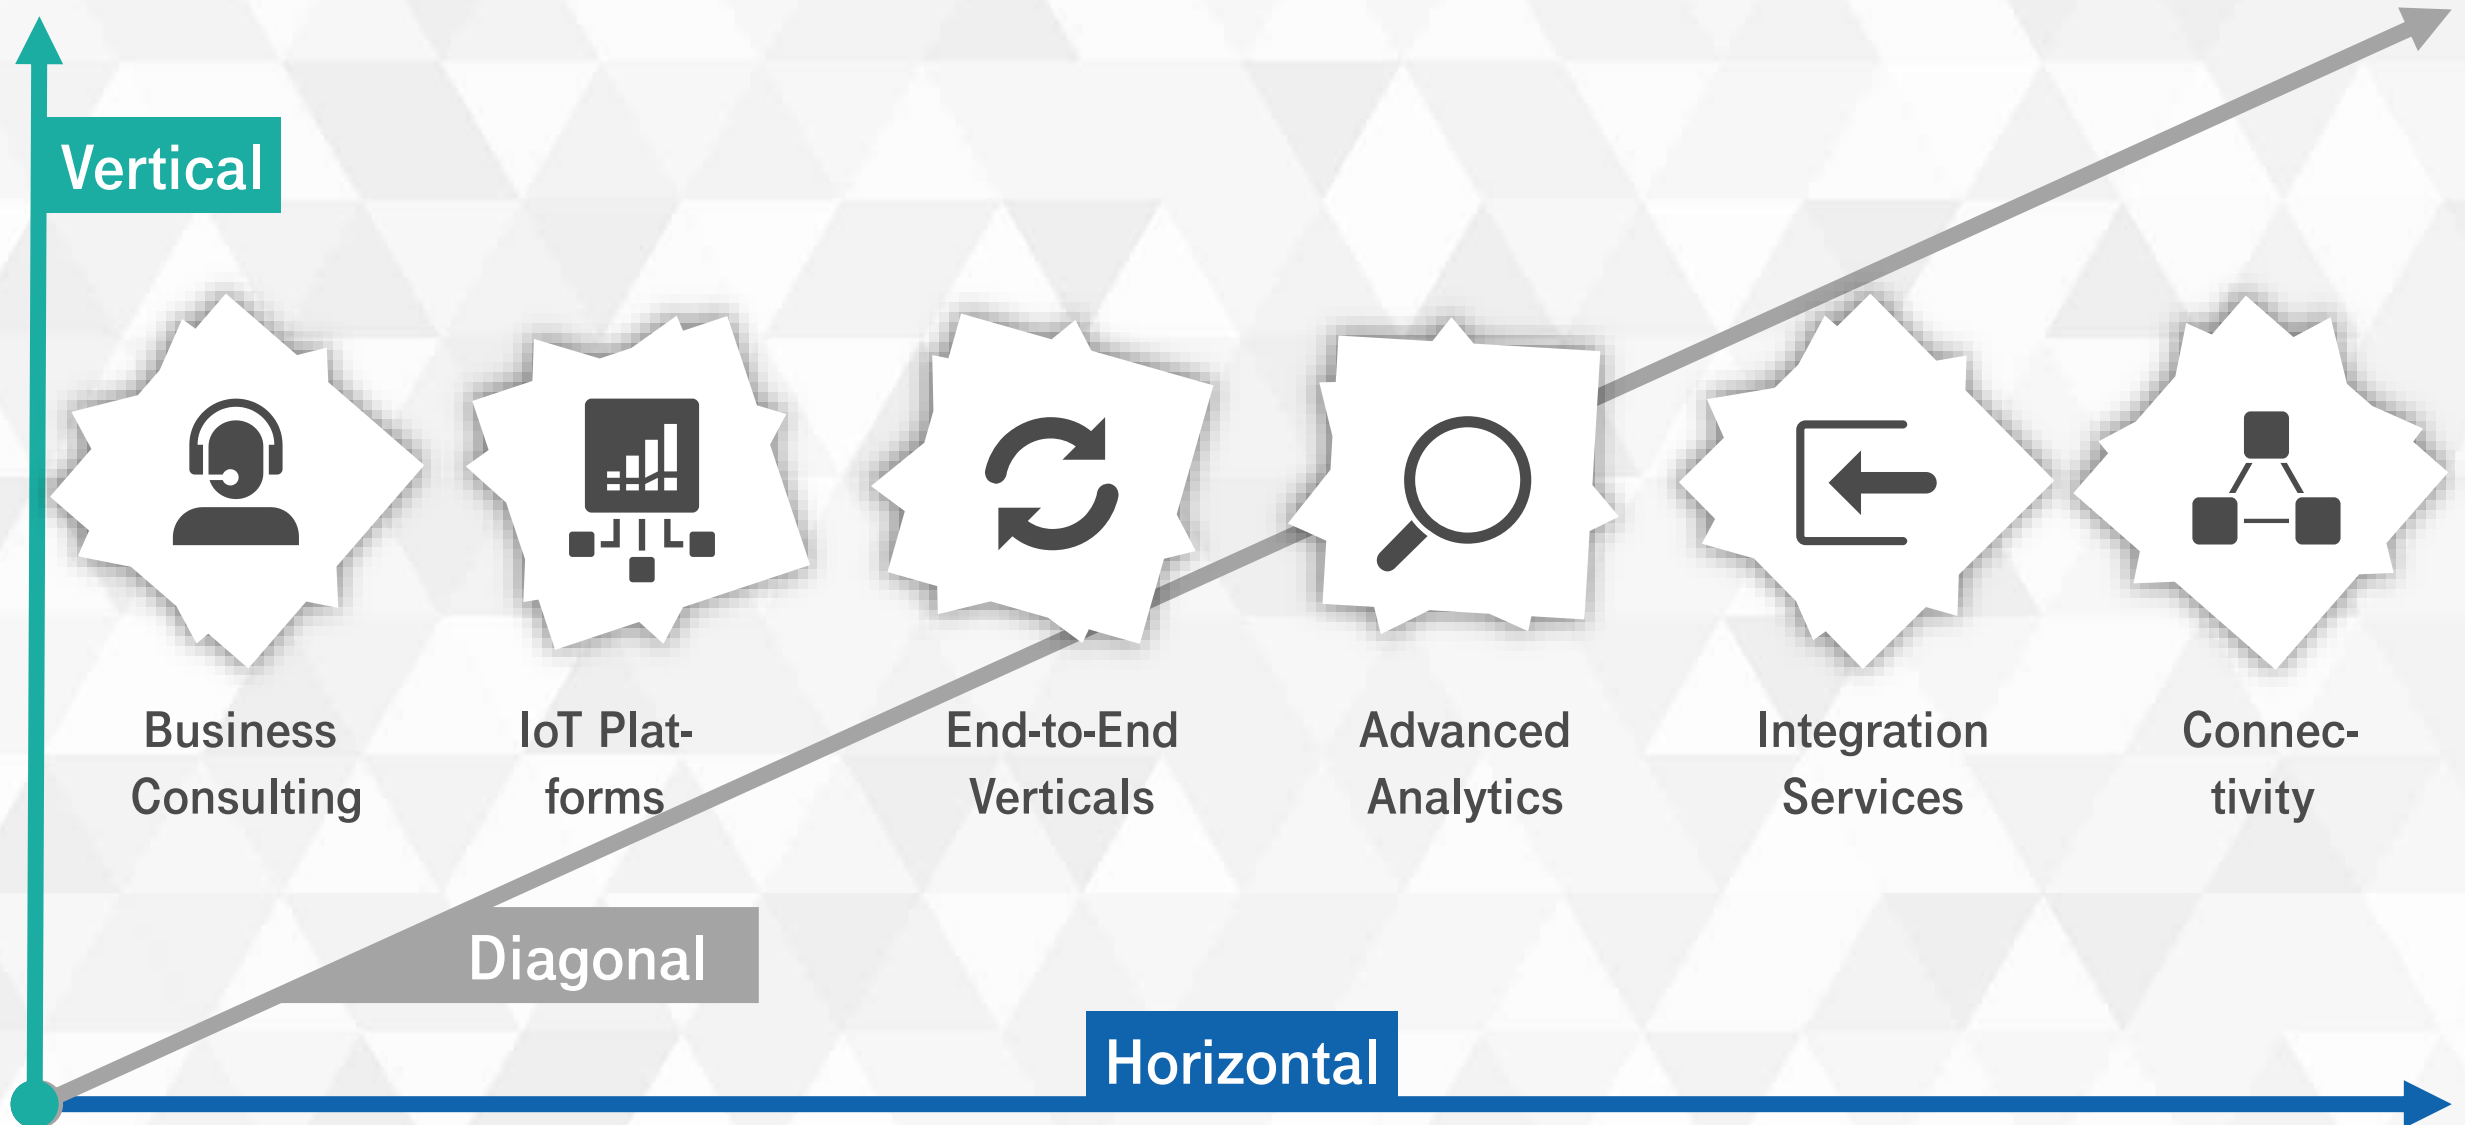 Vertical
Business
Consulting
IoT Plat-
forms
End-to-End
Verticals
Advanced
Analytics
Integration
Services
Connec-
tivity
Diagonal
Horizontal